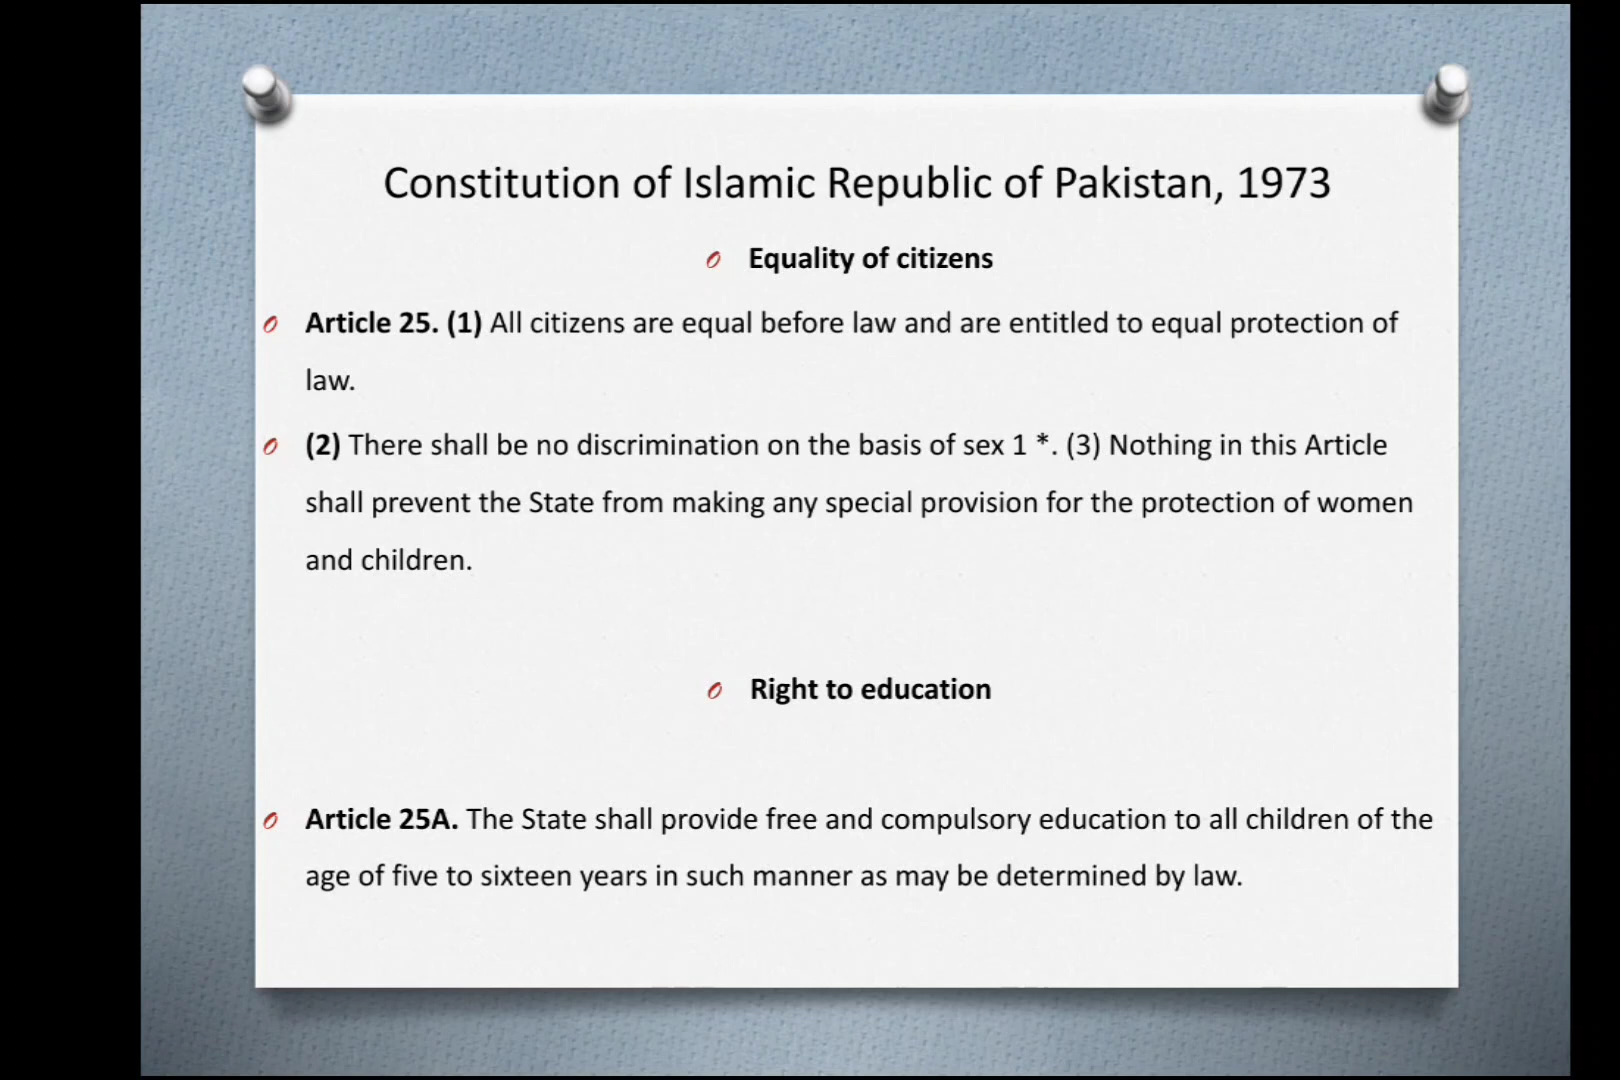 Constitution of Islamic Republic of Pakistan, 1973
Equality of citizens
Article 25. (1) All citizens are equal before law and are entitled to equal protection of
law.
(2) There shall be no discrimination on the basis of sex 1 *. (3) Nothing in this Article
shall prevent the State from making any special provision for the protection of women
and children.
Right to education
Article 25A. The State shall provide free and compulsory education to all children of the
age of five to sixteen years in such manner as may be determined by law.